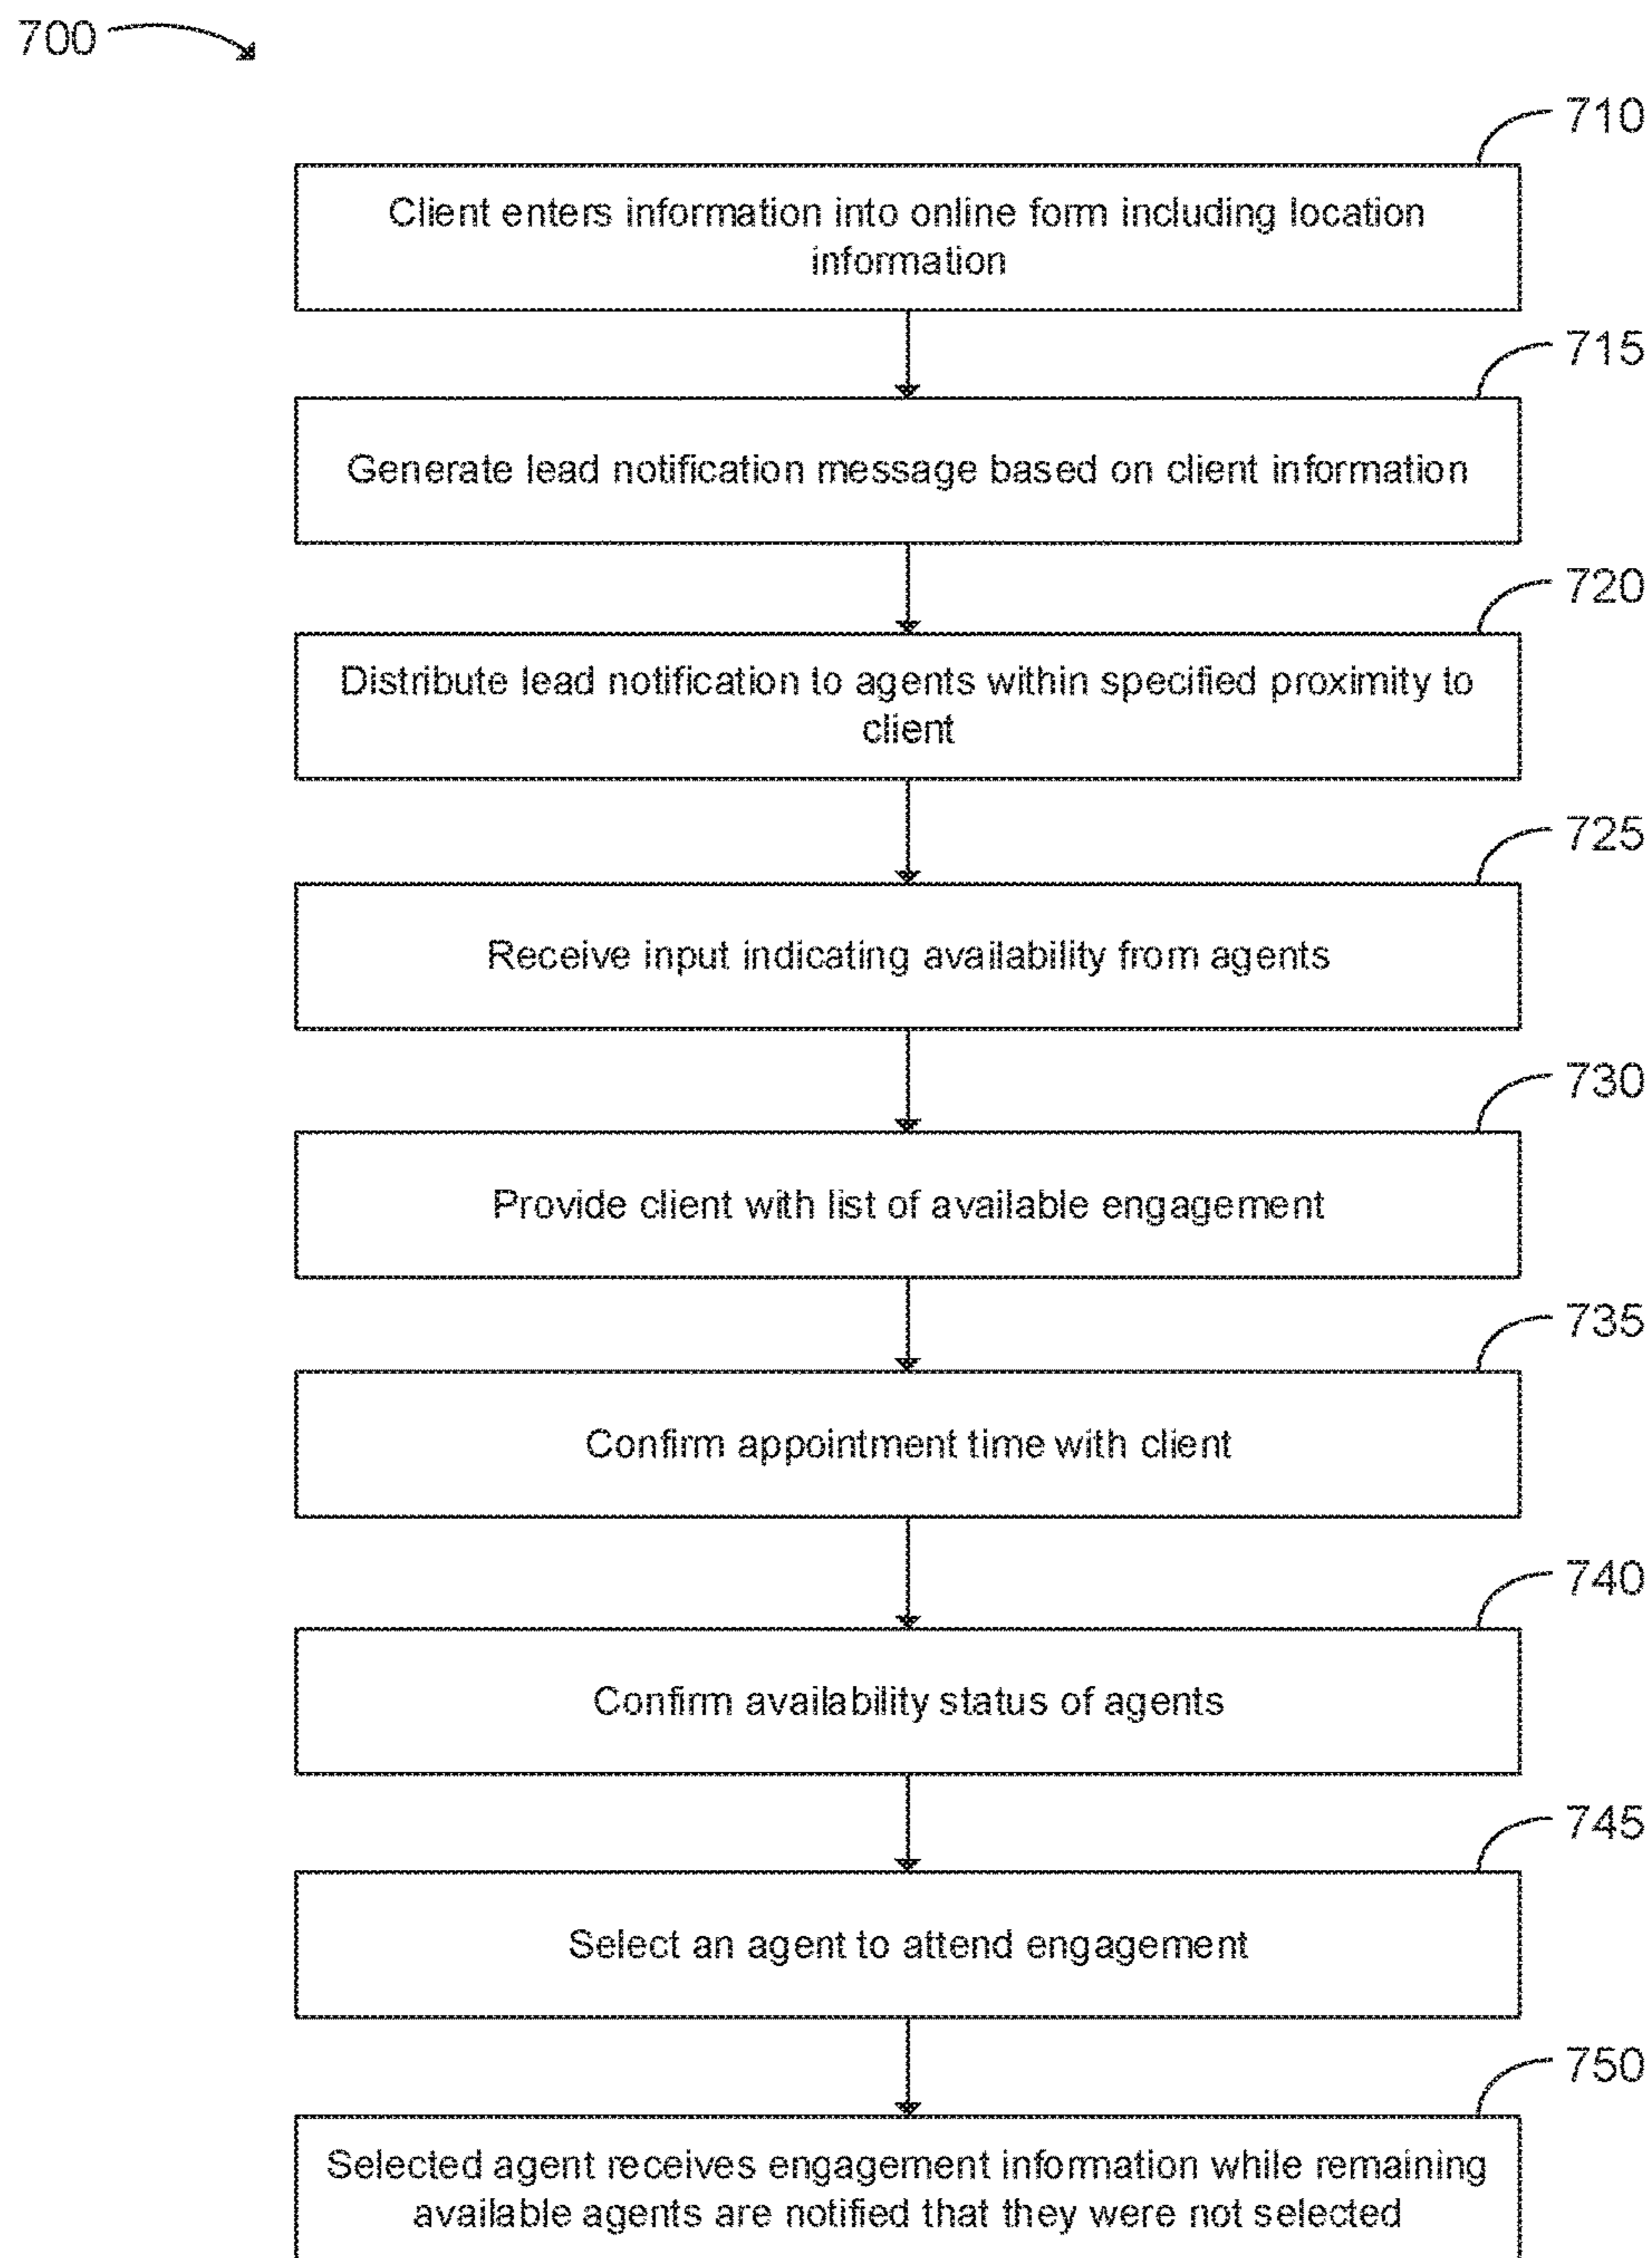 700
710
Client enters information into online form including location
information
715
Generate lead notification message based on client information
720
Distribute lead notification to agents within specified proximity to
client
725
Receive input indicating availability from agents
730
Provide client with list of available engagement
735
Confirm appointment time with client
740
Confirm availability status of agents
745
Select an agent to attend engagement
750
Selected agent receives engagement information while remaining
available agents are notified that they were not selected